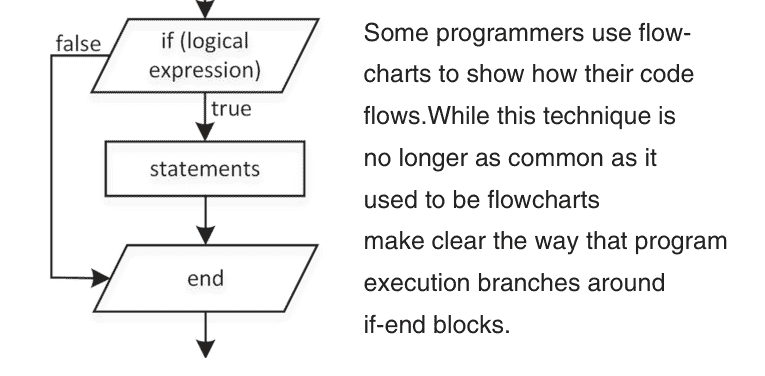 false
if (logical
expression)
true
statements
end
Some programmers use flow-
charts to show how their code
flows.While this technique is
no longer as common as it
used to be flowcharts
make clear the way that program
execution branches around
if-end blocks.